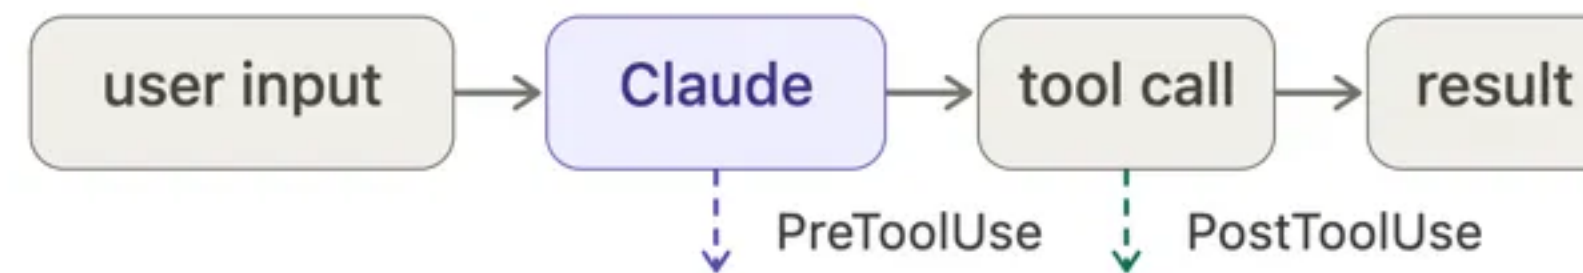 user input
Claude
tool call
result
PreToolUse
PostToolUse